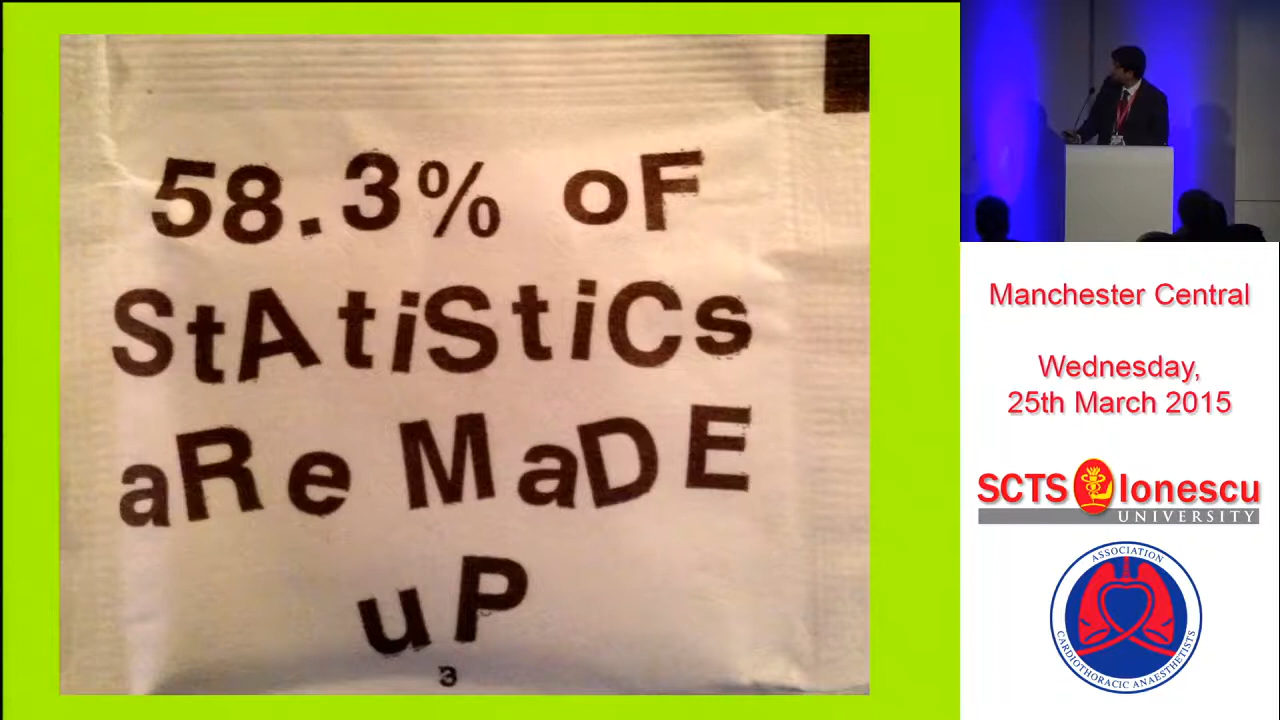 58.3% oF
StAtiStiCs
aRe MaDE
uP
3
Manchester Central
Wednesday,
25th March 2015
SCTS Ionescu
UNIVERSITY
ASSOCIATION
CARDIOTHORACIC ANAESTHETISTS